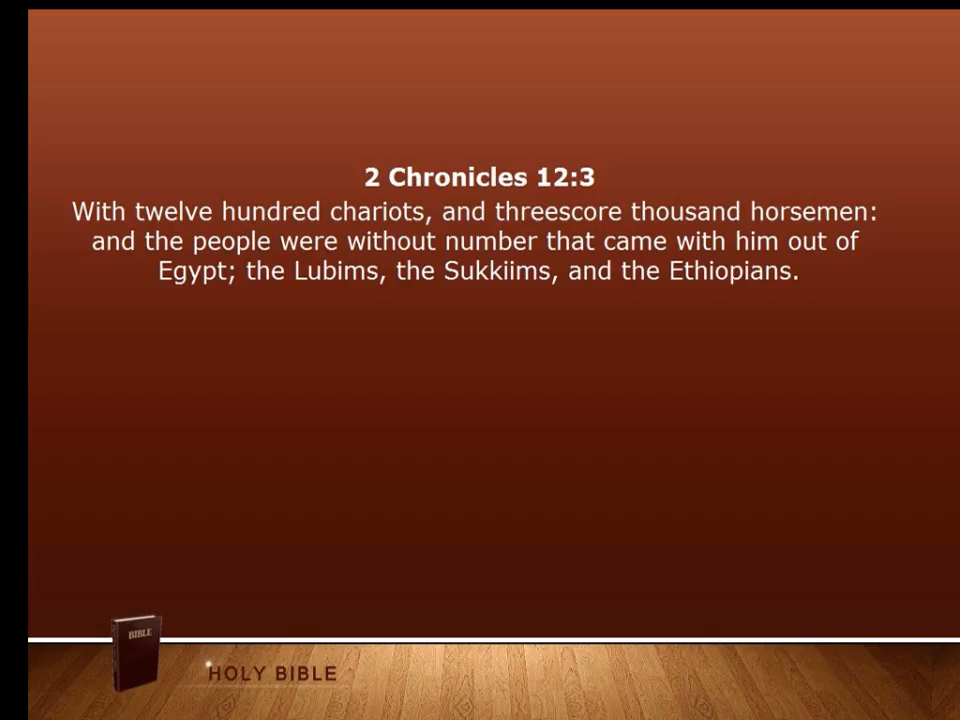 2 Chronicles 12:3
With twelve hundred chariots, and threescore thousand horsemen:
and the people were without number that came with him out of
Egypt; the Lubims, the Sukkiims, and the Ethiopians.
BIBLE
HOLY BIBLE